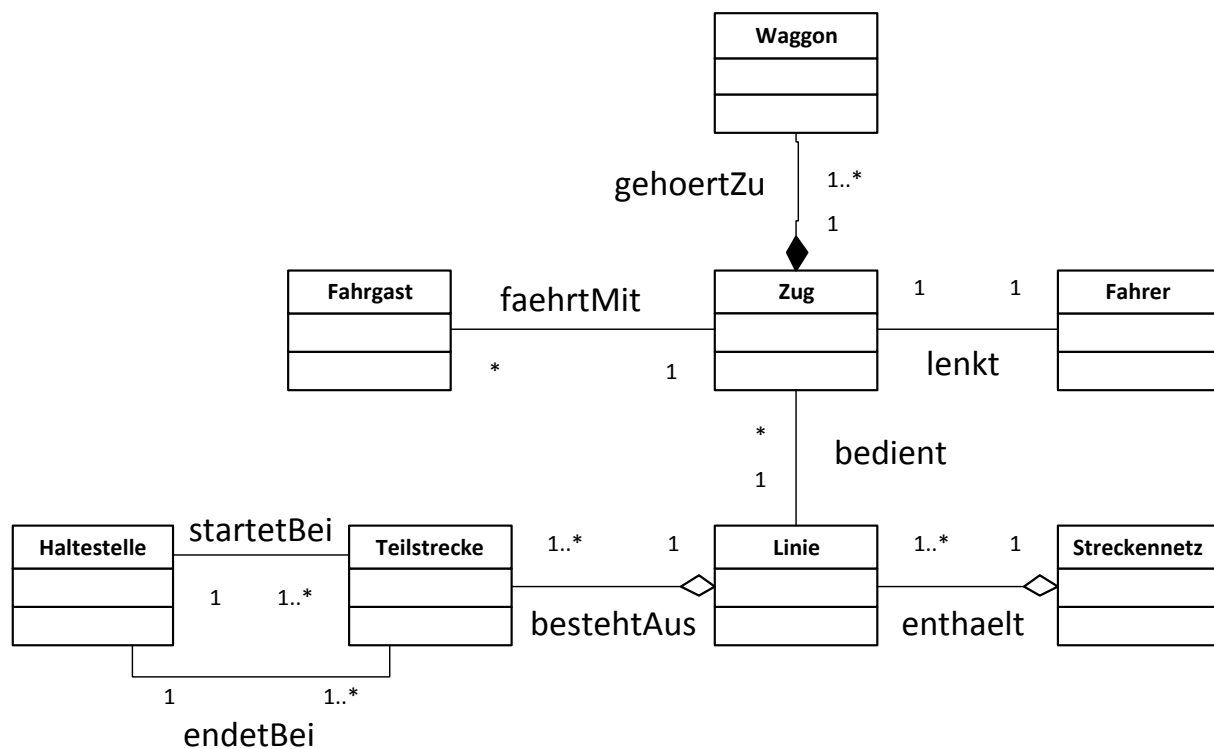 Waggon
gehoertZu
1..*
1
Fahrgast
faehrtMit
Zug
1
1
Fahrer
*
1
lenkt
*
bedient
1
Haltestelle
startetBei
Teilstrecke
1..*
1
Linie
1..*
1
Streckennetz
1
1..*
bestehtAus
enthaelt
1
1..*
endetBei